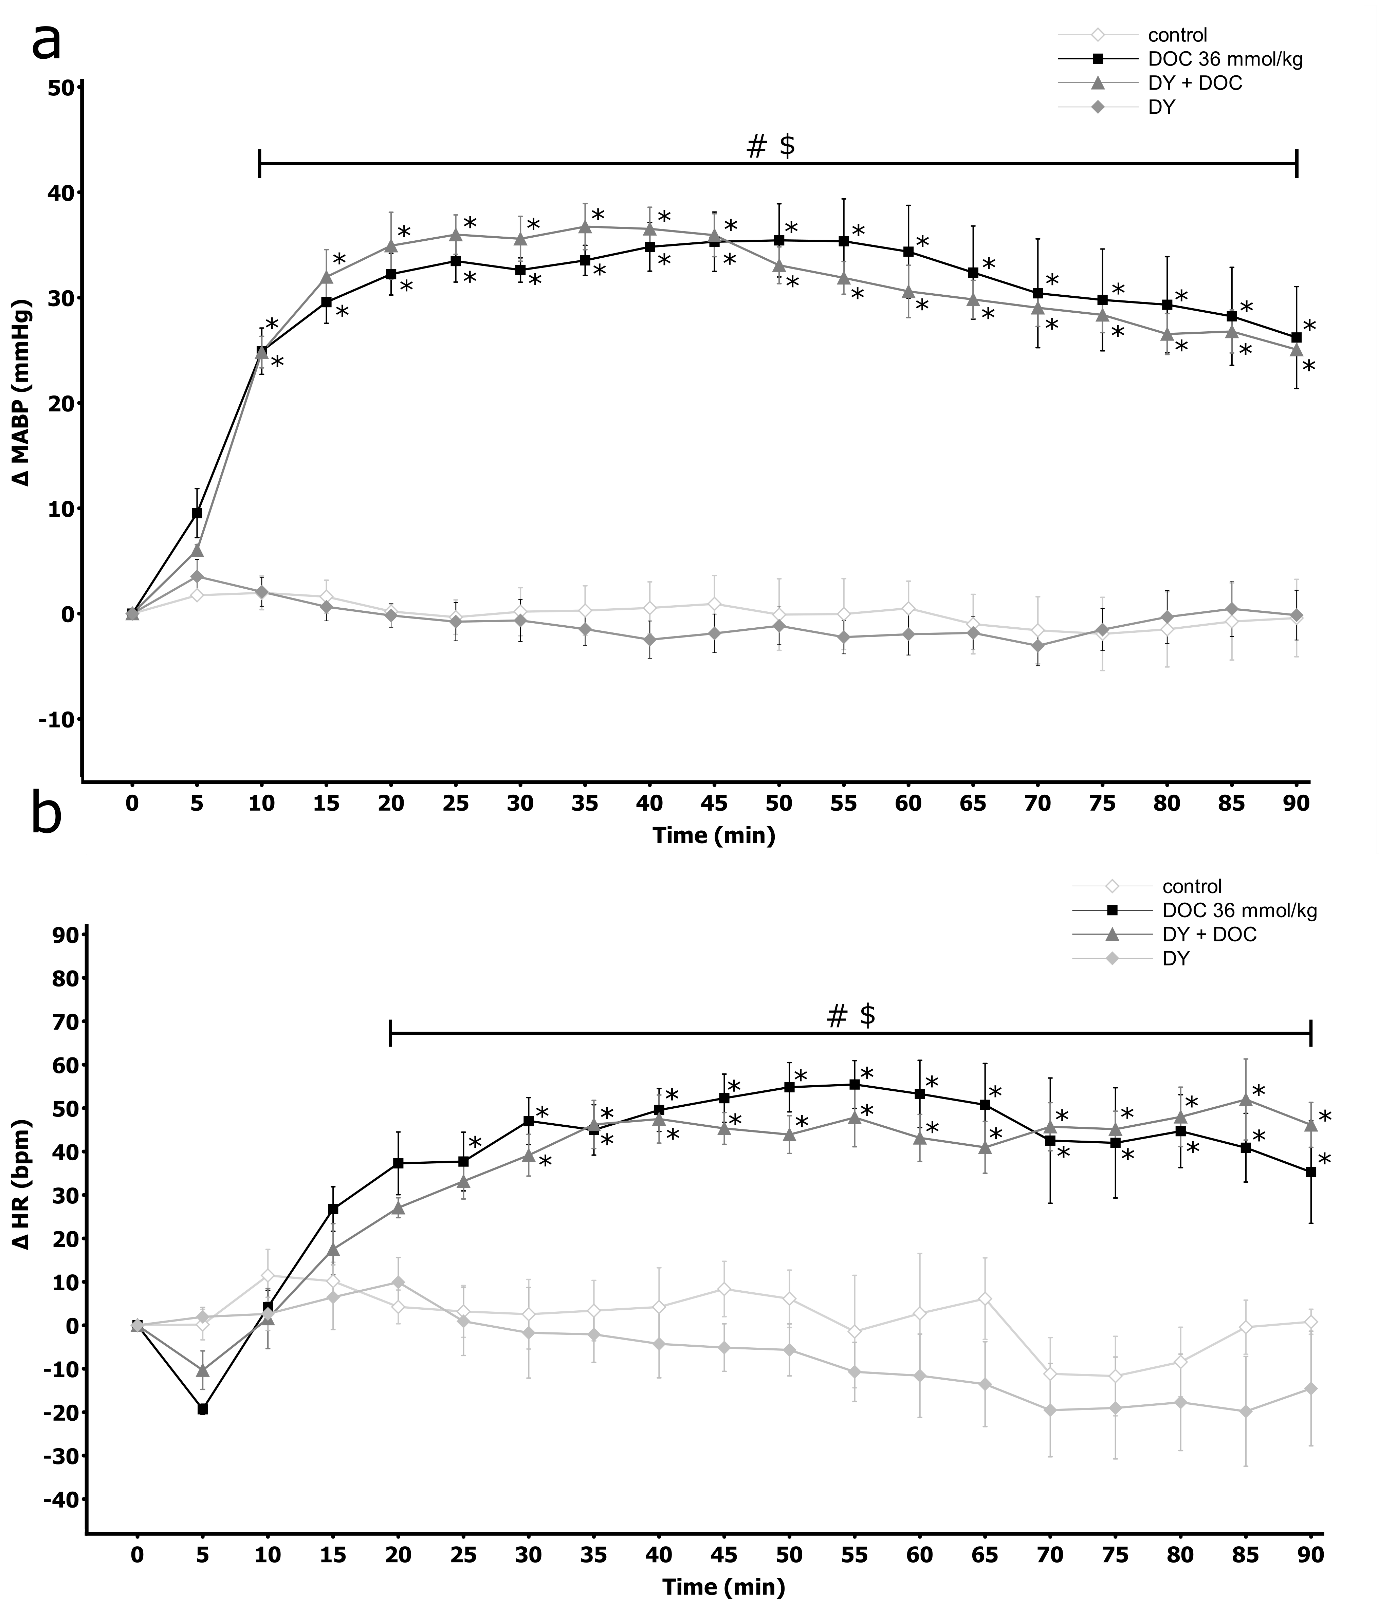 a
control
DOC 36 mmol/kg
DY + DOC
DY
50
40
30
20
10
0
-10
Δ MABP (mmHg)
# $
* * * * * * * * * * * * * * * * *
* * * * * * * * * * * * * * * * *
0 5 10 15 20 25 30 35 40 45 50 55 60 65 70 75 80 85 90
Time (min)
b
control
DOC 36 mmol/kg
DY + DOC
DY
90
80
70
60
50
40
30
20
10
0
-10
-20
-30
-40
Δ HR (bpm)
# $
* * * * * * * * * * * * * *
* * * * * * * * * * * * *
0 5 10 15 20 25 30 35 40 45 50 55 60 65 70 75 80 85 90
Time (min)